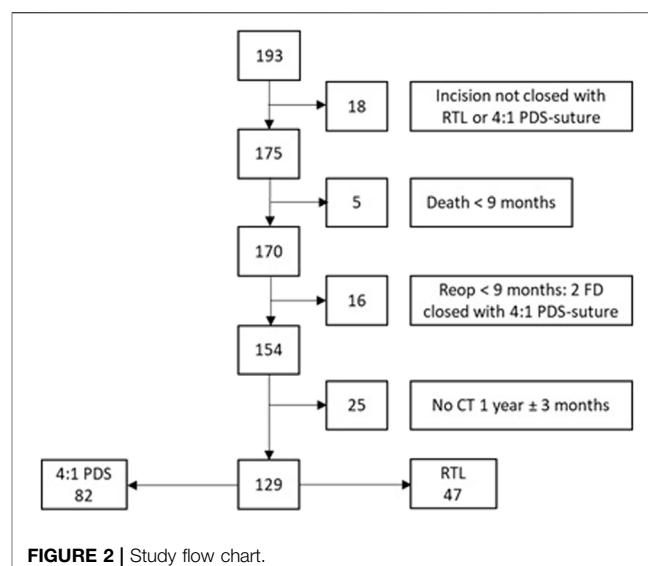 193
18
Incision not closed with
RTL or 4:1 PDS-suture
175
5
Death < 9 months
170
16
Reop < 9 months: 2 FD
closed with 4:1 PDS-suture
154
25
No CT 1 year ± 3 months
4:1 PDS
82
129
RTL
47
FIGURE 2 | Study flow chart.